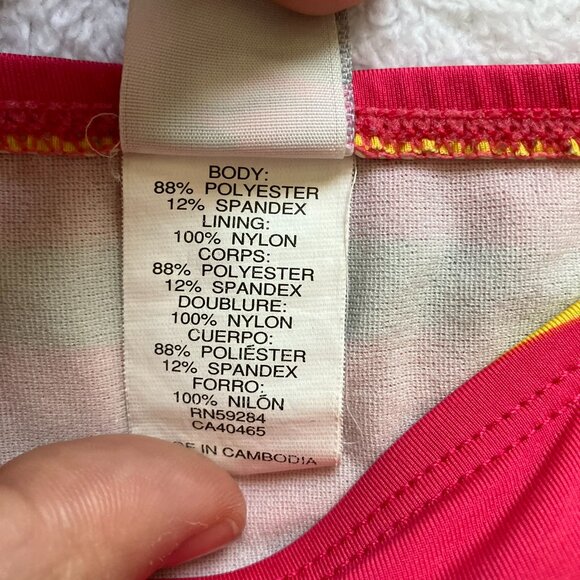 BODY:
88% POLYESTER
12% SPANDEX
LINING:
100% NYLON
CORPS:
88% POLYESTER
12% SPANDEX
DOUBLURE:
100% NYLON
CUERPO:
88% POLIÉSTER
12% SPANDEX
FORRO:
100% NILÓN
RN59284
CA40465
IN CAMBODIA